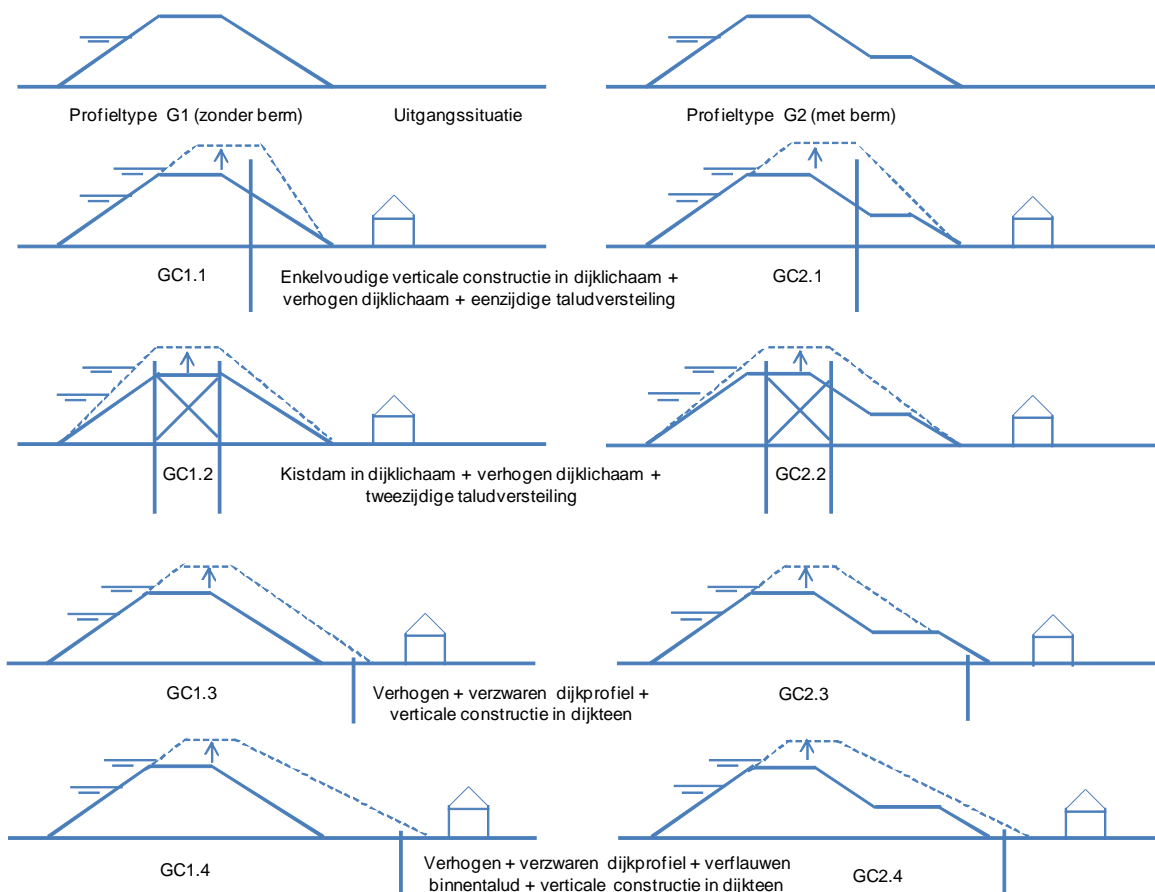 Profieltype G1 (zonder berm)
Uitgangssituatie
Profieltype G2 (met berm)
GC1.1
Enkelvoudige verticale constructie in dijklichaam +
verhogen dijklichaam + eenzijdige taludversteiling
GC2.1
GC1.2
Kistdam in dijklichaam + verhogen dijklichaam +
tweezijdige taludversteiling
GC2.2
GC1.3
Verhogen + verzwaren dijkprofiel +
verticale constructie in dijkteen
GC2.3
GC1.4
Verhogen + verzwaren dijkprofiel + verflauwen
binnentalud + verticale constructie in dijkteen
GC2.4